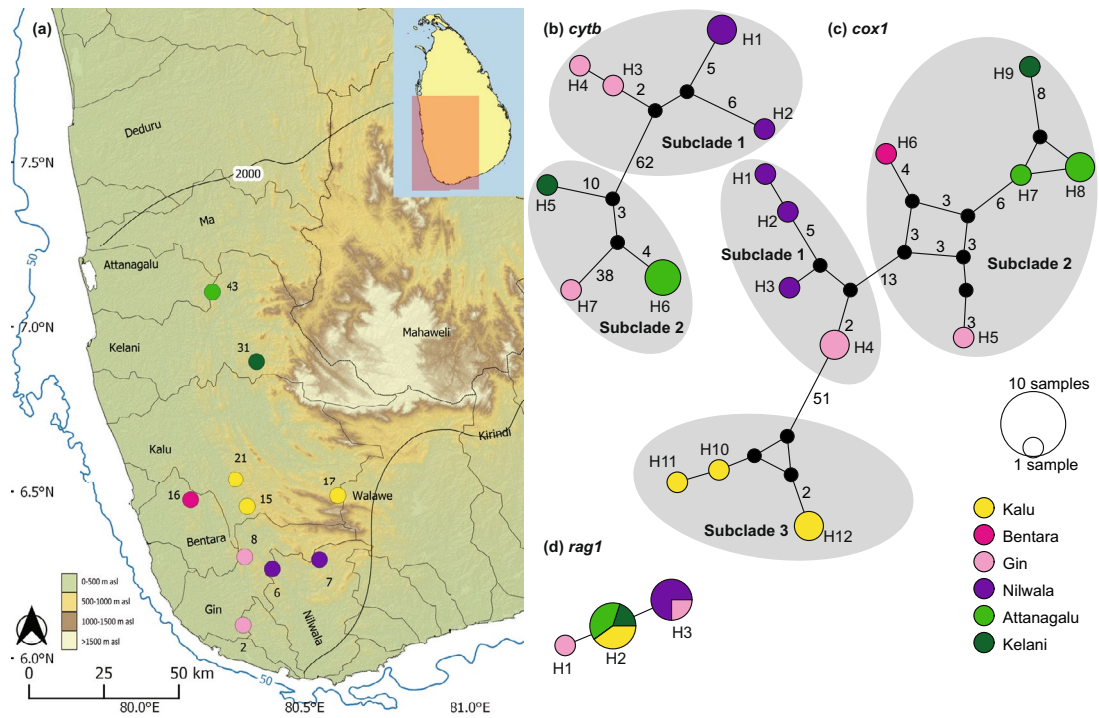 (a)
Deduru
7.5°N
2000
Ma
50
Attanagalu
43
7.0°N
Mahaweli
Kelani
31
Kirindi
Kalu
21
17
16
15
Walawe
6.5°N
Bentara
8
6
7
0-500 m asl
500-1000 m asl
1000-1500 m asl
>1500 m asl
Gin
Nilwala
2
6.0°N
50
0 25 50 km
80.0°E 80.5°E 81.0°E
(b) cytb
H1
H3
H4
5
2
6
H2
Subclade 1
62
10
H5
3
4
38
H7
H6
Subclade 2
(c) cox1
H9
8
H6
4
H7
H8
3
6
3
3
3
Subclade 2
3
H5
13
H1
H2
5
Subclade 1
H3
2
H4
51
H11
H10
2
Subclade 3
H12
10 samples
1 sample
Kalu
Bentara
Gin
Nilwala
Attanagalu
Kelani
(d) rag1
H3
H2
H1